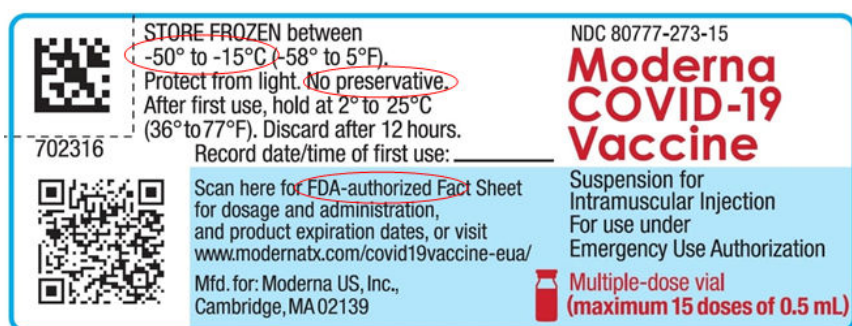 STORE FROZEN between
-50° to -15°C (-58° to 5°F).
Protect from light. No preservative.
After first use, hold at 2° to 25°C
(36° to 77°F). Discard after 12 hours.
Record date/time of first use:
702316
Scan here for FDA-authorized Fact Sheet
for dosage and administration,
and product expiration dates, or visit
www.modernatx.com/covid19vaccine-eua/
Mfd. for: Moderna US, Inc.,
Cambridge, MA 02139
NDC 80777-273-15
Moderna
COVID-19
Vaccine
Suspension for
Intramuscular Injection
For use under
Emergency Use Authorization
Multiple-dose vial
(maximum 15 doses of 0.5 mL)